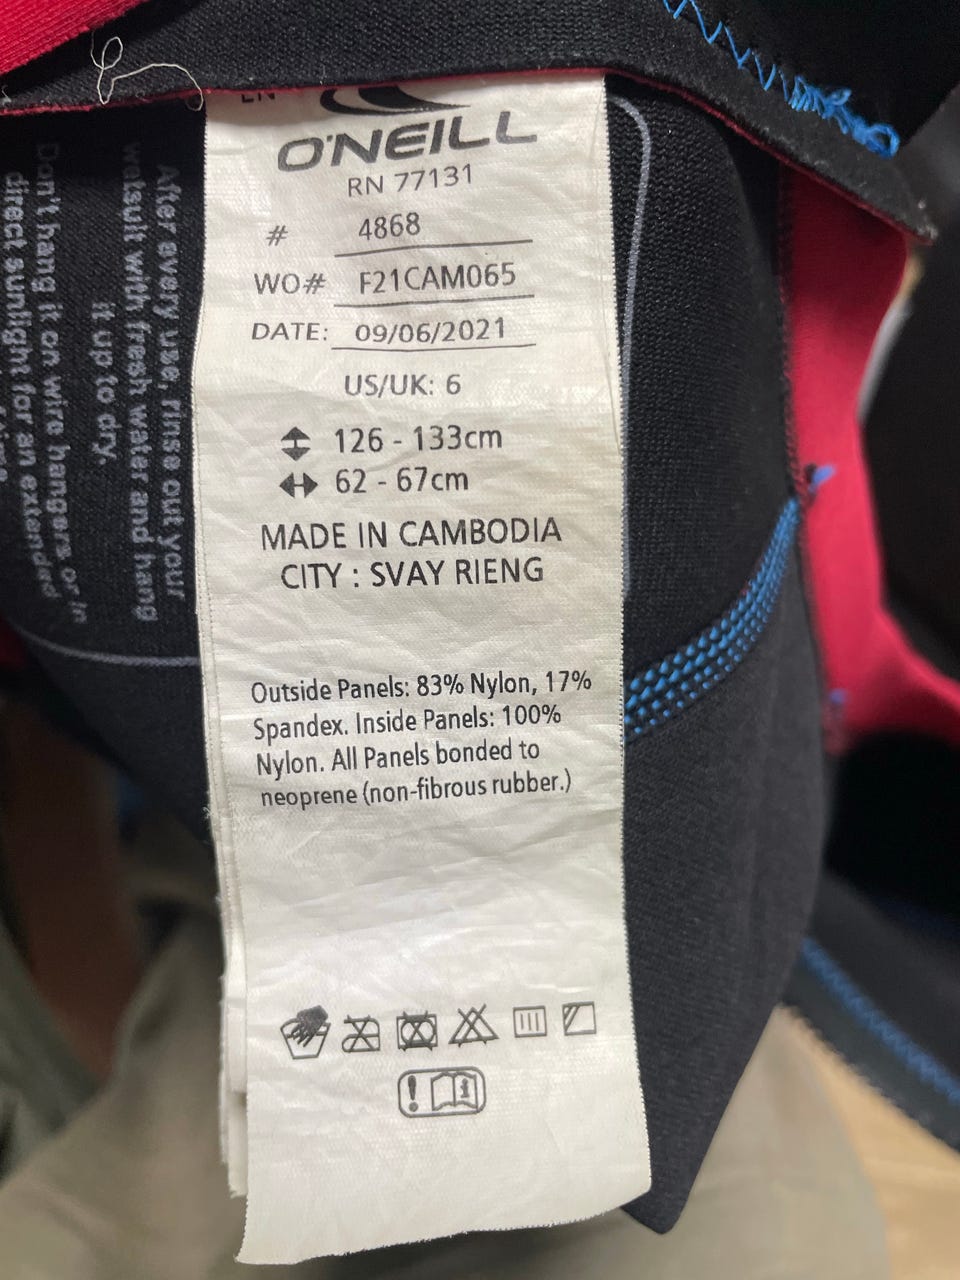 EN
O'NEILL
RN 77131
# 4868
WO# F21CAM065
DATE: 09/06/2021
US/UK: 6
126 - 133cm
62 - 67cm
MADE IN CAMBODIA
CITY : SVAY RIENG
Outside Panels: 83% Nylon, 17%
Spandex. Inside Panels: 100%
Nylon. All Panels bonded to
neoprene (non-fibrous rubber.)
After every use, rinse out your
wetsuit with fresh water and hang
it up to dry.
Don't hang it on wire hangers or in
direct sunlight for an extended